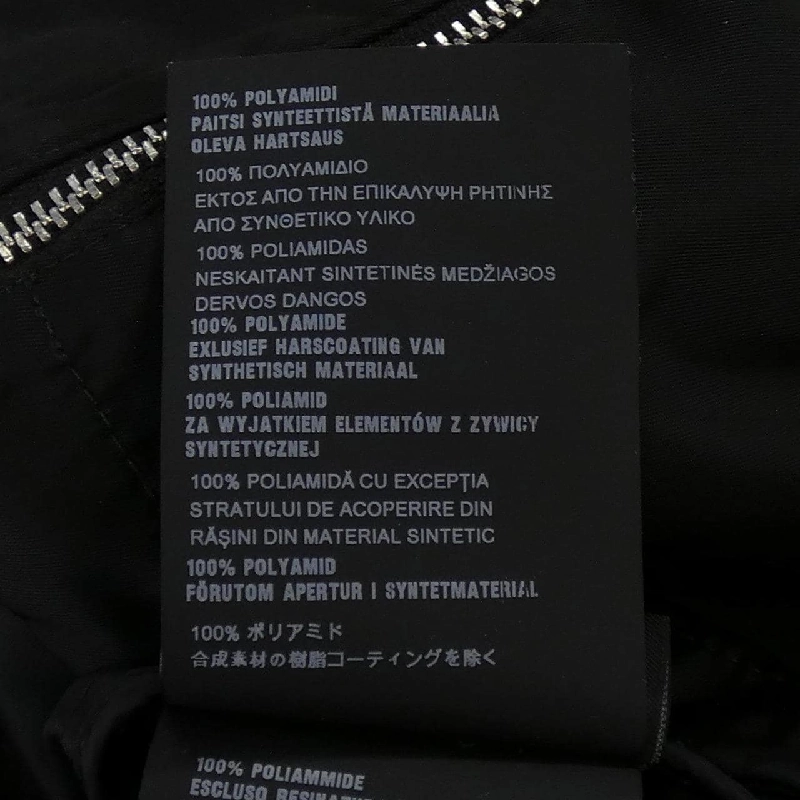 100% POLYAMIDI
PAITSI SYNTEETTISTÄ MATERIAALIA
OLEVA HARTSAUS
100% ΠΟΛΥΑΜΙΔΙΟ
ΕΚΤΟΣ ΑΠΟ ΤΗΝ ΕΠΙΚΑΛΥΨΗ ΡΗΤΙΝΗΣ
ΑΠΟ ΣΥΝΘΕΤΙΚΟ ΥΛΙΚΟ
100% POLIAMIDAS
NESKAITANT SINTETINĖS MEDŽIAGOS
DERVOS DANGOS
100% POLYAMIDE
EXLUSIEF HARSCOATING VAN
SYNTHETISCH MATERIAAL
100% POLIAMID
ZA WYJATKIEM ELEMENTÓW Z ZYWICY
SYNTETYCZNEJ
100% POLIAMIDĂ CU EXCEPŢIA
STRATULUI DE ACOPERIRE DIN
RĂŞINI DIN MATERIAL SINTETIC
100% POLYAMID
FÖRUTOM APERTUR I SYNTETMATERIAL
100% ポリアミド
合成素材の樹脂コーティングを除く
100% POLIAMMIDE
ESCLUSO